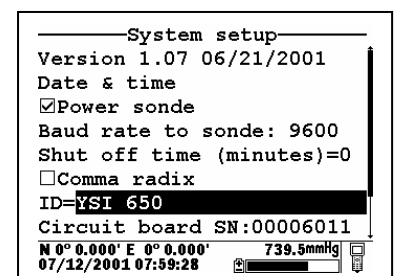 System setup
Version 1.07 06/21/2001
Date & time
☑Power sonde
Baud rate to sonde: 9600
Shut off time (minutes)=0
☐Comma radix
ID=YSI 650
Circuit board SN:00006011
N 0° 0.000' E 0° 0.000' 739.5mmHg
07/12/2001 07:59:28